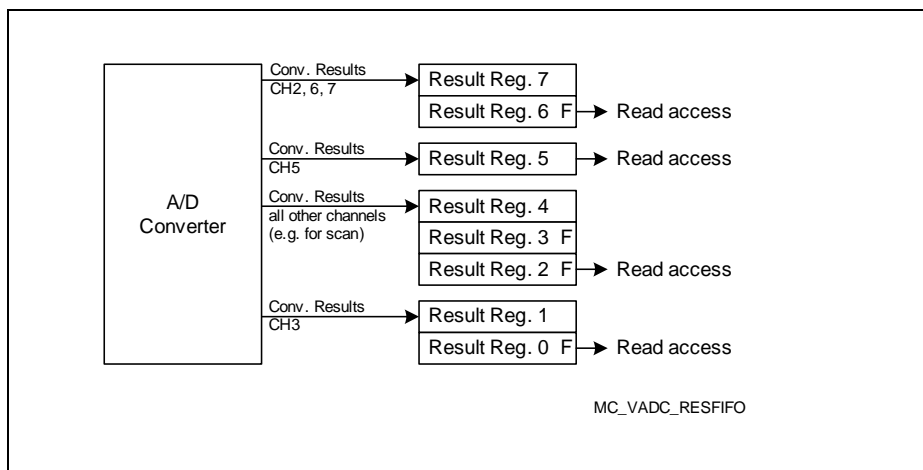 Conv. Results
CH2, 6, 7
Result Reg. 7
Result Reg. 6 F
Read access
Conv. Results
CH5
Result Reg. 5
Read access
A/D
Converter
Conv. Results
all other channels
(e.g. for scan)
Result Reg. 4
Result Reg. 3 F
Result Reg. 2 F
Read access
Conv. Results
CH3
Result Reg. 1
Result Reg. 0 F
Read access
MC_VADC_RESFIFO